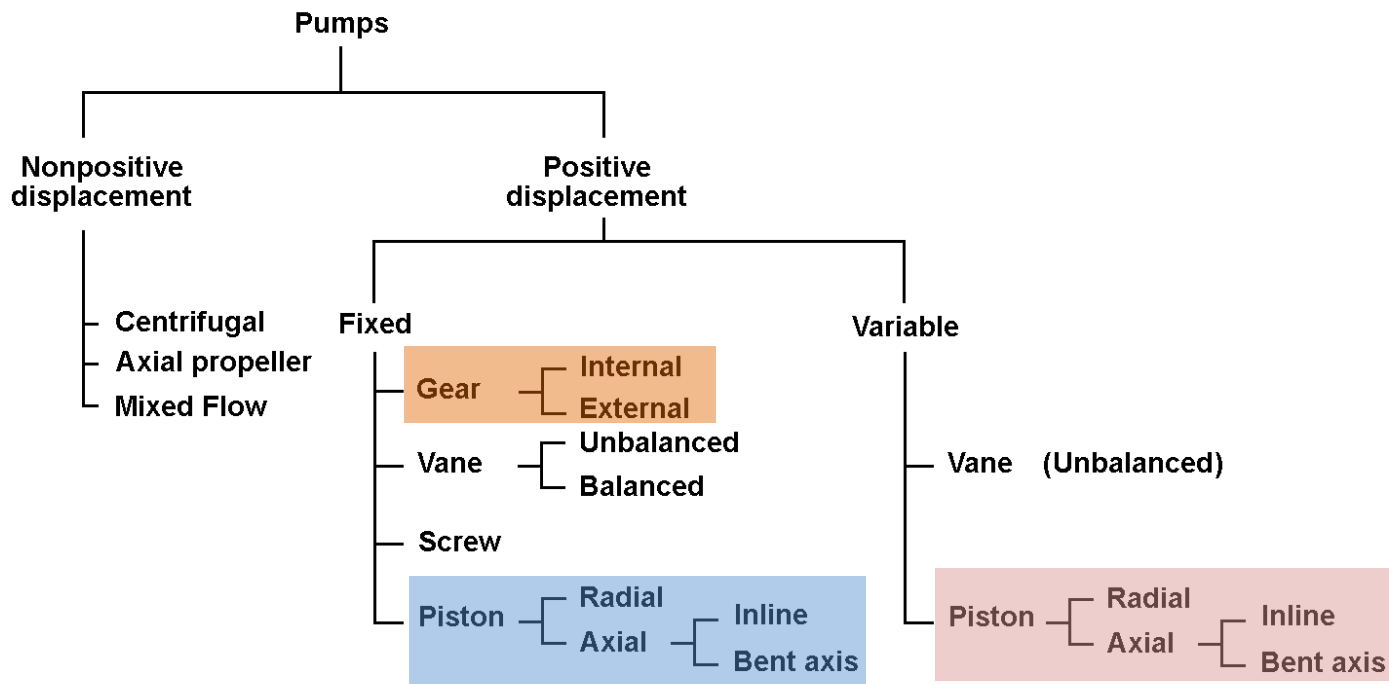 Pumps
Nonpositive
displacement
Positive
displacement
Centrifugal
Axial propeller
Mixed Flow
Fixed
Gear
Internal
External
Vane
Unbalanced
Balanced
Screw
Piston
Radial
Axial
Inline
Bent axis
Variable
Vane (Unbalanced)
Piston
Radial
Axial
Inline
Bent axis